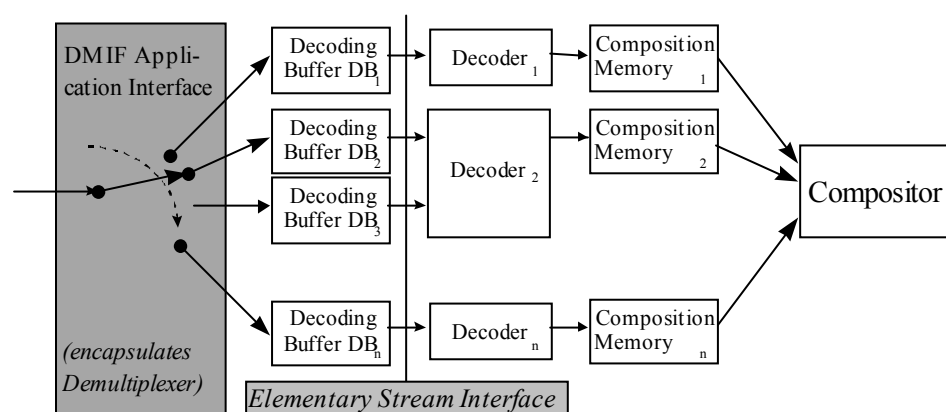 DMIF Appli-
cation Interface
(encapsulates
Demultiplexer)
Decoding
Buffer DB1
Decoder 1
Composition
Memory 1
Decoding
Buffer DB2
Decoder 2
Composition
Memory 2
Decoding
Buffer DB3
Compositor
Decoding
Buffer DBn
Decoder n
Composition
Memory n
Elementary Stream Interface